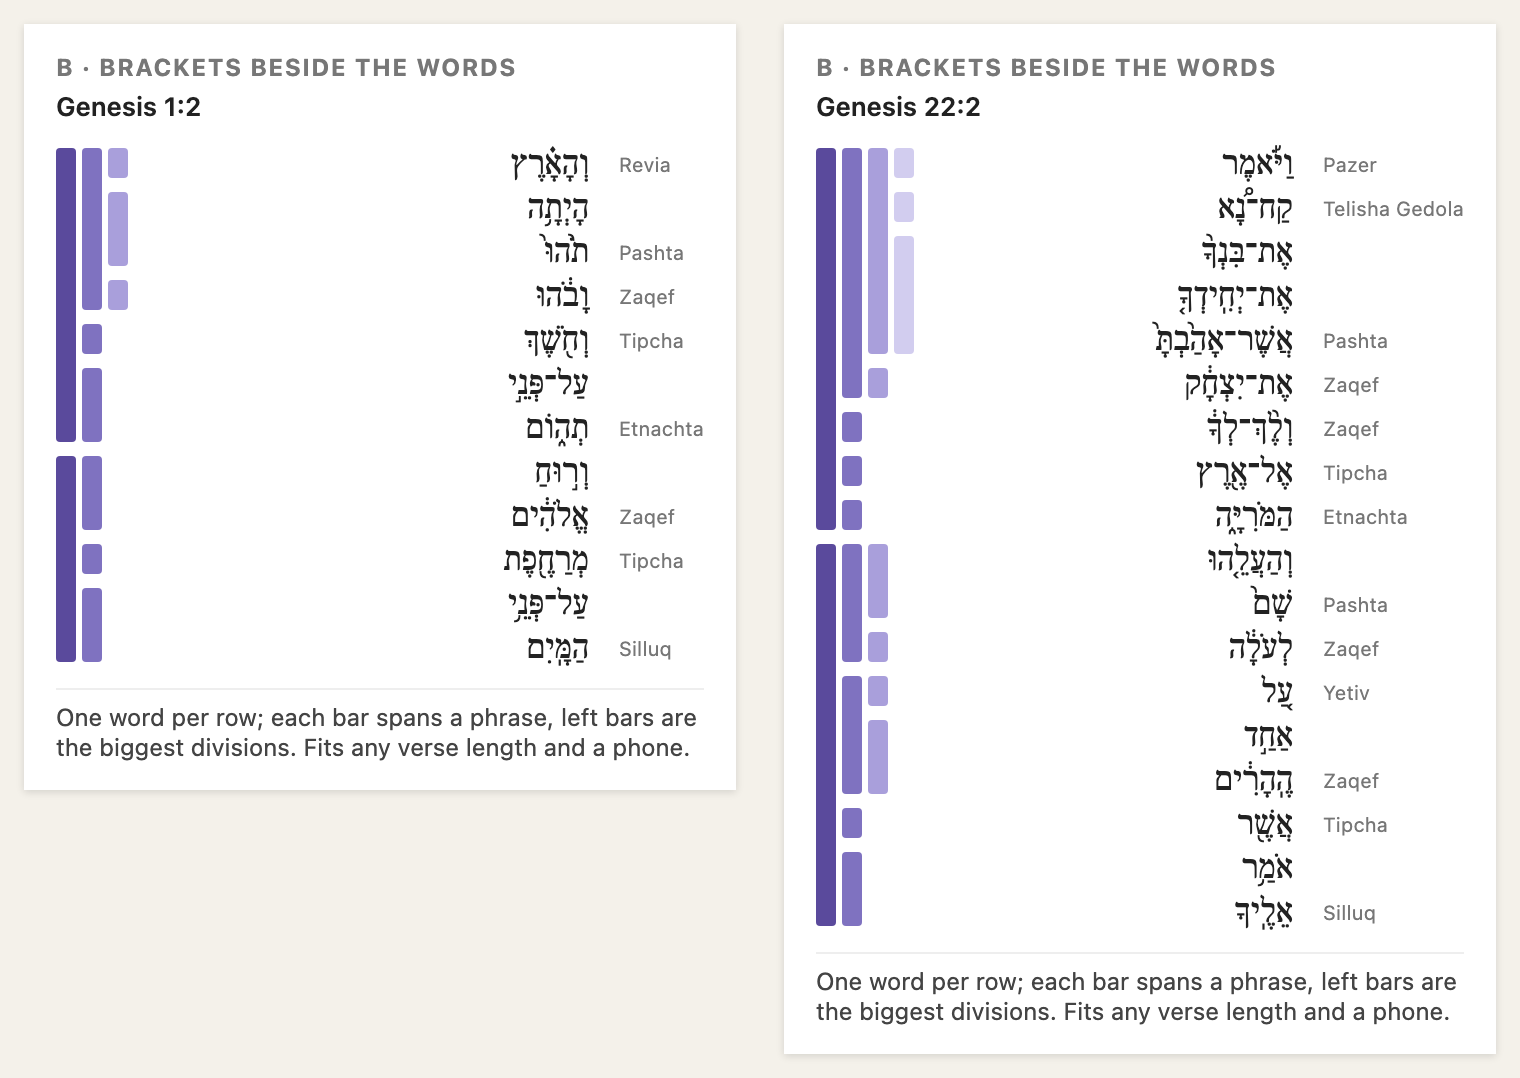 B · BRACKETS BESIDE THE WORDS
Genesis 1:2
וְהָאָ֗רֶץ Revia
הָיְתָ֥ה
תֹ֙הוּ֙ Pashta
וָבֹ֔הוּ Zaqef
וְחֹ֖שֶׁךְ Tipcha
עַל־פְּנֵ֣י
תְה֑וֹם Etnachta
וְר֣וּחַ
אֱלֹהִ֔ים Zaqef
מְרַחֶ֖פֶת Tipcha
עַל־פְּנֵ֥י
הַמָּֽיִם Silluq
One word per row; each bar spans a phrase, left bars are
the biggest divisions. Fits any verse length and a phone.
B · BRACKETS BESIDE THE WORDS
Genesis 22:2
וַיֹּ֡אמֶר Pazer
קַח־נָ֠א Telisha Gedola
אֶת־בִּנְךָ֨
אֶת־יְחִֽידְךָ֤
אֲשֶׁר־אָהַ֙בְתָּ֙ Pashta
אֶת־יִצְחָ֔ק Zaqef
וְלֶ֨ךְ־לְךָ֔ Zaqef
אֶל־אֶ֖רֶץ Tipcha
הַמֹּרִיָּ֑ה Etnachta
וְהַעֲלֵ֤הוּ
שָׁם֙ Pashta
לְעֹלָ֔ה Zaqef
עַ֚ל Yetiv
אַחַ֣ד
הֶֽהָרִ֔ים Zaqef
אֲשֶׁ֖ר Tipcha
אֹמַ֥ר
אֵלֶֽיךָ Silluq
One word per row; each bar spans a phrase, left bars are
the biggest divisions. Fits any verse length and a phone.